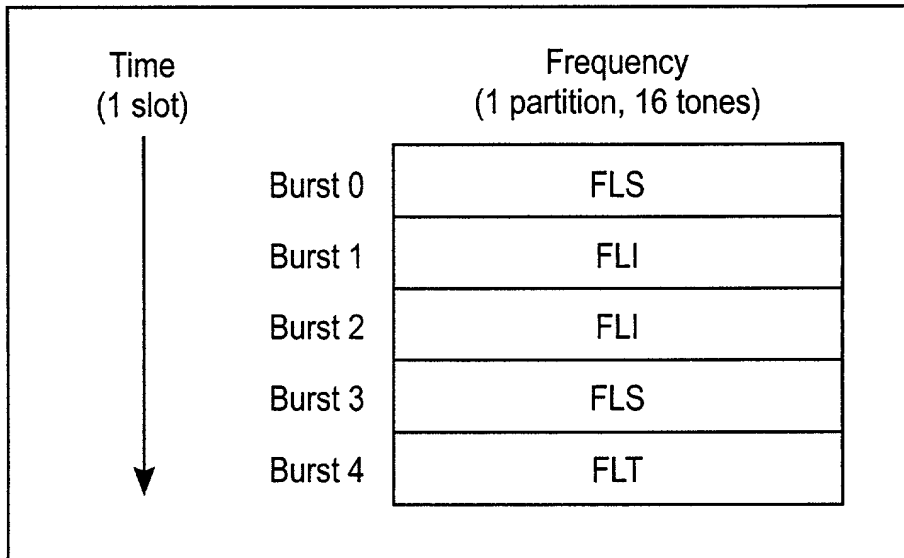 Time
(1 slot)
Frequency
(1 partition, 16 tones)
Burst 0 FLS
Burst 1 FLI
Burst 2 FLI
Burst 3 FLS
Burst 4 FLT